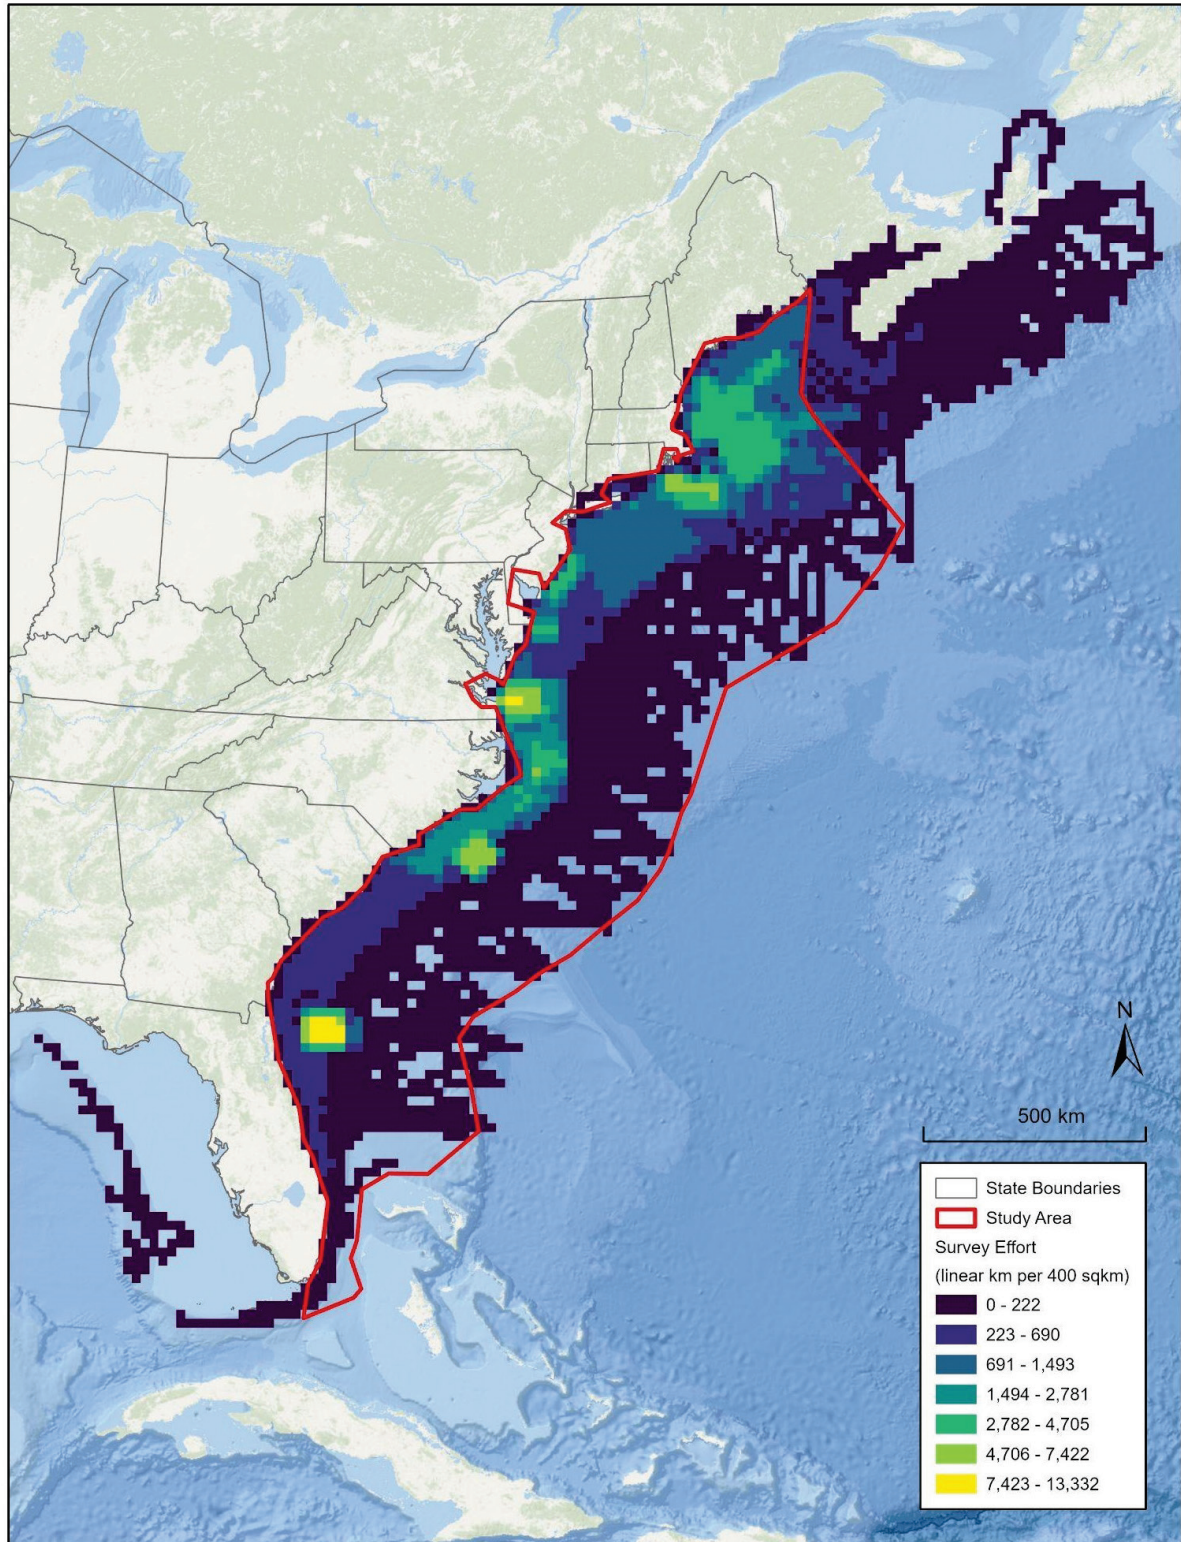 N
500 km
State Boundaries
Study Area
Survey Effort
(linear km per 400 sqkm)
0 - 222
223 - 690
691 - 1,493
1,494 - 2,781
2,782 - 4,705
4,706 - 7,422
7,423 - 13,332